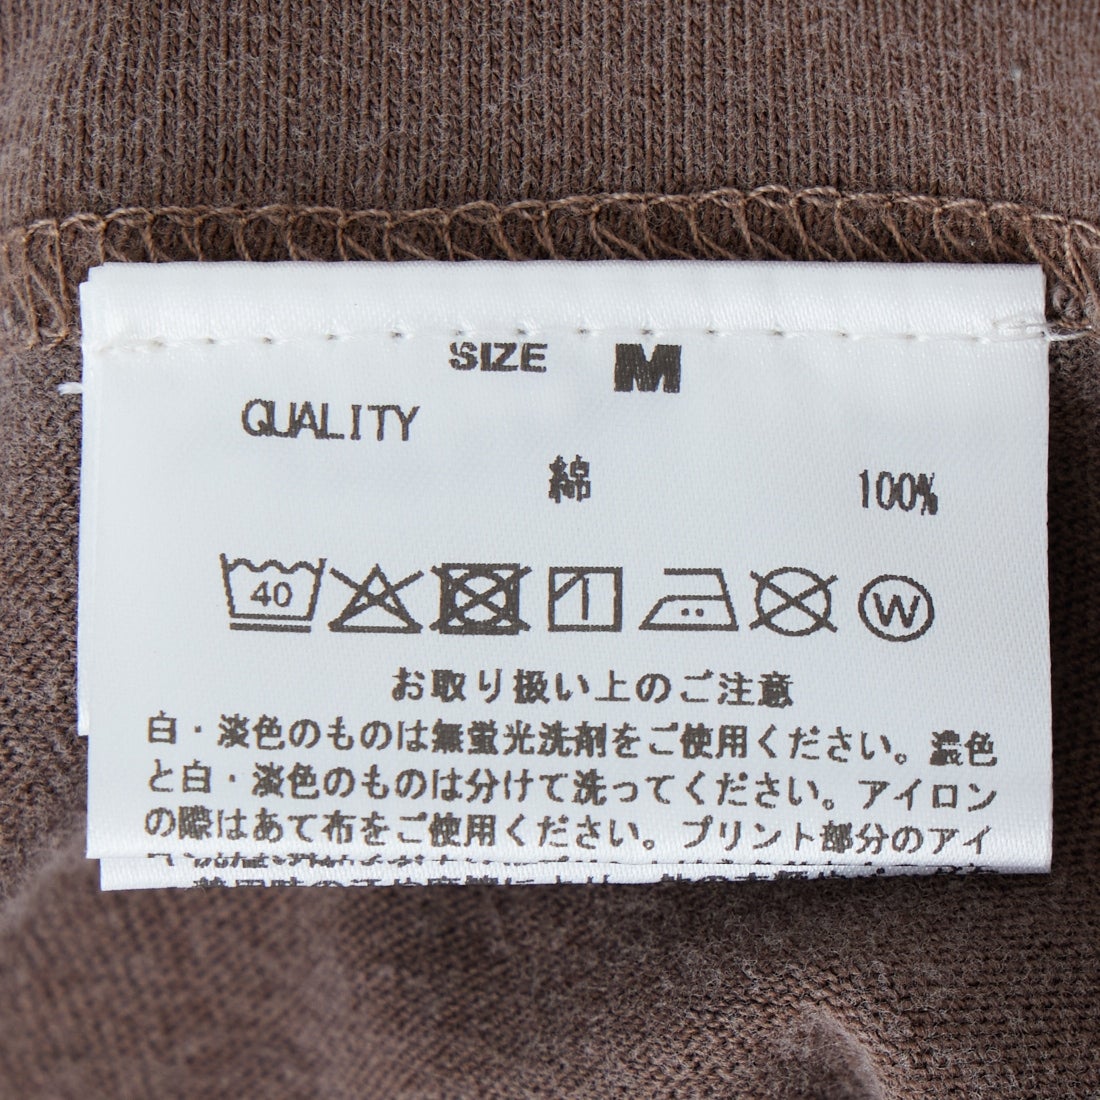 SIZE M
QUALITY
綿 100%
40
W
お取り扱い上のご注意
白・淡色のものは無蛍光洗剤をご使用ください。濃色
と白・淡色のものは分けて洗ってください。アイロン
の際はあて布をご使用ください。プリント部分のアイ